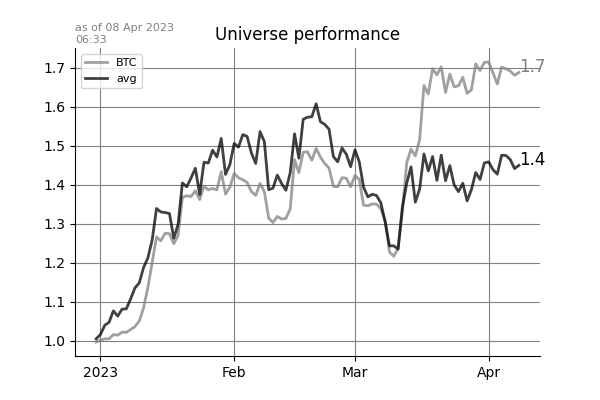 as of 08 Apr 2023
06:33
Universe performance
BTC
avg
1.7
1.6
1.5
1.4
1.3
1.2
1.1
1.0
1.7
1.4
2023
Feb
Mar
Apr